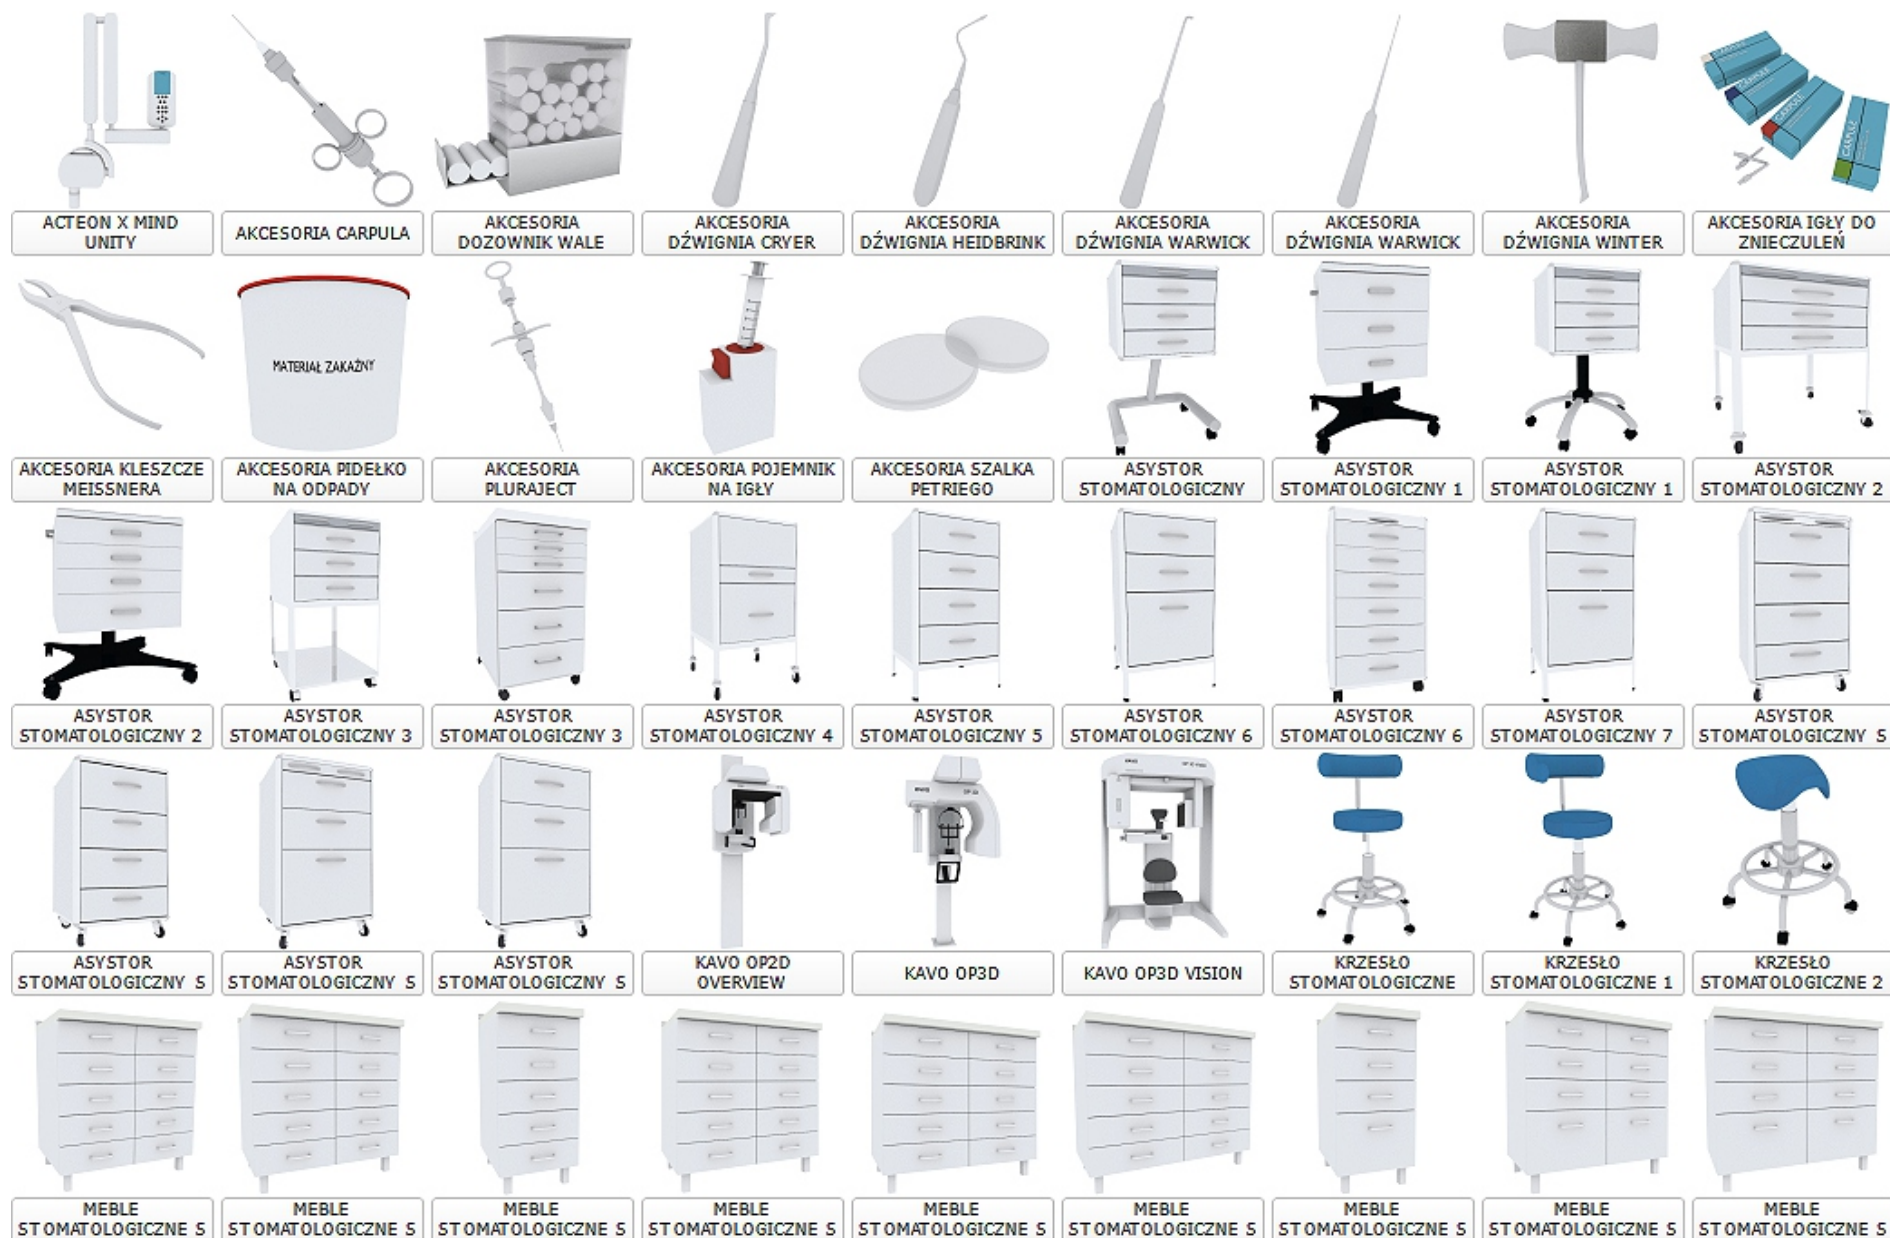 ACTEON X MIND
UNITY
AKCESORIA CARPULA
AKCESORIA
DOZOWNIK WALE
AKCESORIA
DŹWIGNIA CRYER
AKCESORIA
DŹWIGNIA HEIDBRINK
AKCESORIA
DŹWIGNIA WARWICK
AKCESORIA
DŹWIGNIA WARWICK
AKCESORIA
DŹWIGNIA WINTER
CARPULE
CARPULE
AKCESORIA IGŁY DO
ZNIECZULEŃ
AKCESORIA KLESZCZE
MEISSNERA
MATERIAŁ ZAKAŹNY
AKCESORIA PIDEŁKO
NA ODPADY
AKCESORIA
PLURAJECT
AKCESORIA POJEMNIK
NA IGŁY
AKCESORIA SZALKA
PETRIEGO
ASYSTOR
STOMATOLOGICZNY
ASYSTOR
STOMATOLOGICZNY 1
ASYSTOR
STOMATOLOGICZNY 1
ASYSTOR
STOMATOLOGICZNY 2
ASYSTOR
STOMATOLOGICZNY 2
ASYSTOR
STOMATOLOGICZNY 3
ASYSTOR
STOMATOLOGICZNY 3
ASYSTOR
STOMATOLOGICZNY 4
ASYSTOR
STOMATOLOGICZNY 5
ASYSTOR
STOMATOLOGICZNY 6
ASYSTOR
STOMATOLOGICZNY 6
ASYSTOR
STOMATOLOGICZNY 7
ASYSTOR
STOMATOLOGICZNY S
ASYSTOR
STOMATOLOGICZNY S
ASYSTOR
STOMATOLOGICZNY S
ASYSTOR
STOMATOLOGICZNY S
KAVO OP2D
OVERVIEW
KAVO OP3D
KAVO OP3D VISION
KRZESŁO
STOMATOLOGICZNE
KRZESŁO
STOMATOLOGICZNE 1
KRZESŁO
STOMATOLOGICZNE 2
MEBLE
STOMATOLOGICZNE S
MEBLE
STOMATOLOGICZNE S
MEBLE
STOMATOLOGICZNE S
MEBLE
STOMATOLOGICZNE S
MEBLE
STOMATOLOGICZNE S
MEBLE
STOMATOLOGICZNE S
MEBLE
STOMATOLOGICZNE S
MEBLE
STOMATOLOGICZNE S
MEBLE
STOMATOLOGICZNE S